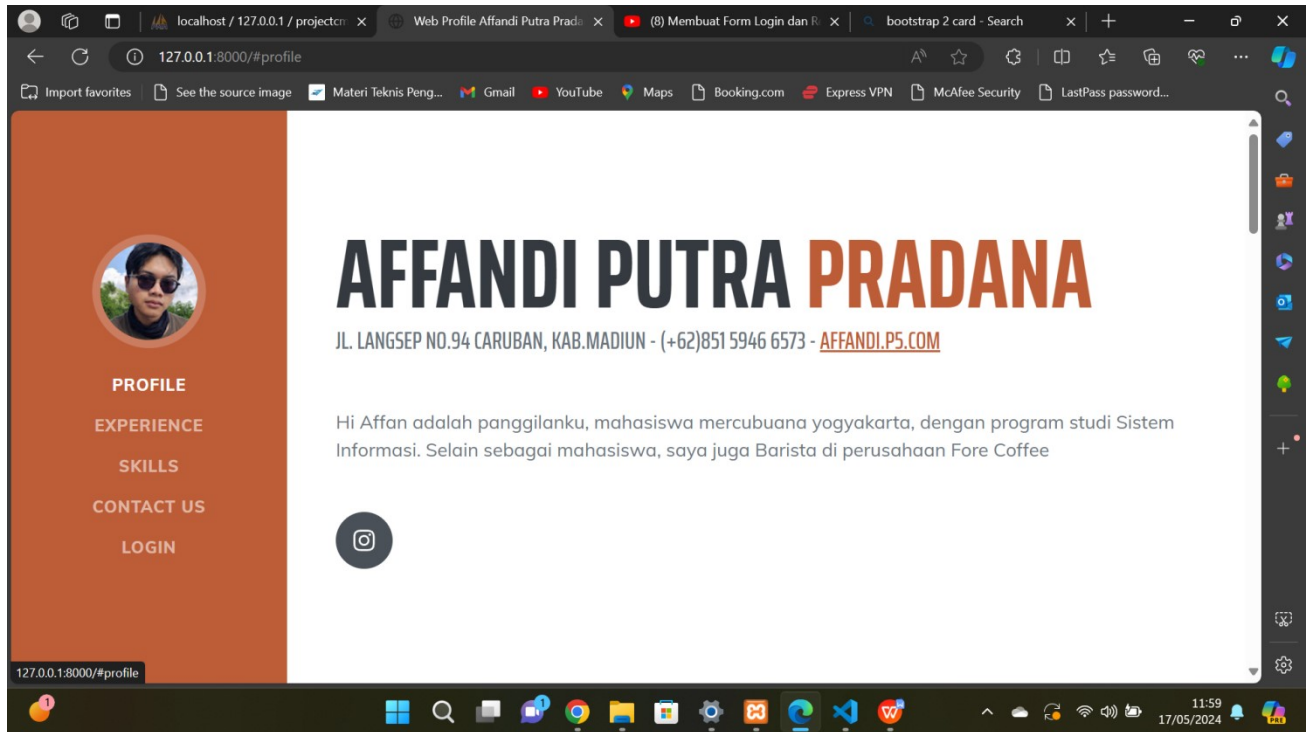 localhost / 127.0.0.1 / projectcm
Web Profile Affandi Putra Prada
(8) Membuat Form Login dan R
bootstrap 2 card - Search
127.0.0.1:8000/#profile
Import favorites
See the source image
Materi Teknis Peng...
Gmail
YouTube
Maps
Booking.com
Express VPN
McAfee Security
LastPass password...
PROFILE
EXPERIENCE
SKILLS
CONTACT US
LOGIN
AFFANDI PUTRA PRADANA
JL. LANGSEP NO.94 CARUBAN, KAB.MADIUN - (+62)851 5946 6573 - AFFANDI.P5.COM
Hi Affan adalah panggilanku, mahasiswa mercubuana yogyakarta, dengan program studi Sistem
Informasi. Selain sebagai mahasiswa, saya juga Barista di perusahaan Fore Coffee
127.0.0.1:8000/#profile
11:59
17/05/2024